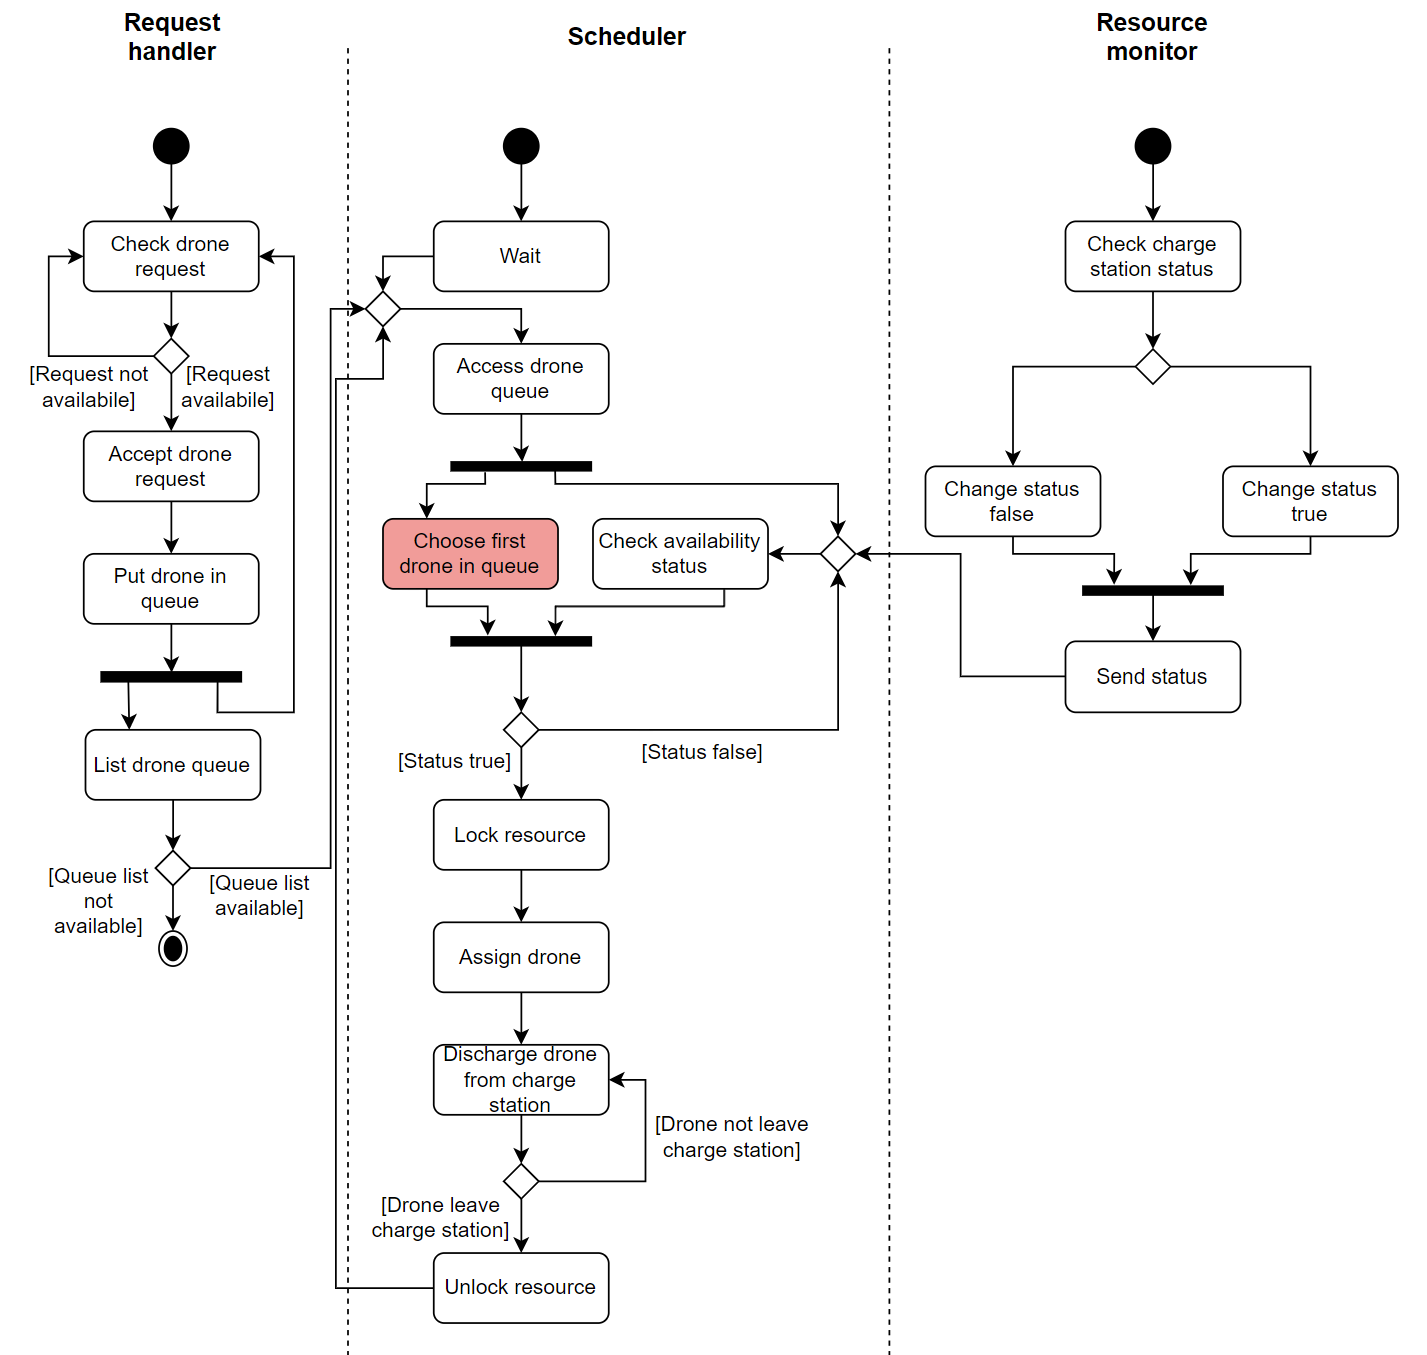 Request
handler
Scheduler
Resource
monitor
Check drone
request
[Request not
availabile]
[Request
availabile]
Accept drone
request
Put drone in
queue
List drone queue
[Queue list
not
available]
[Queue list
available]
Wait
Access drone
queue
Choose first
drone in queue
Check availability
status
[Status true]
[Status false]
Lock resource
Assign drone
Discharge drone
from charge
station
[Drone not leave
charge station]
[Drone leave
charge station]
Unlock resource
Check charge
station status
Change status
false
Change status
true
Send status